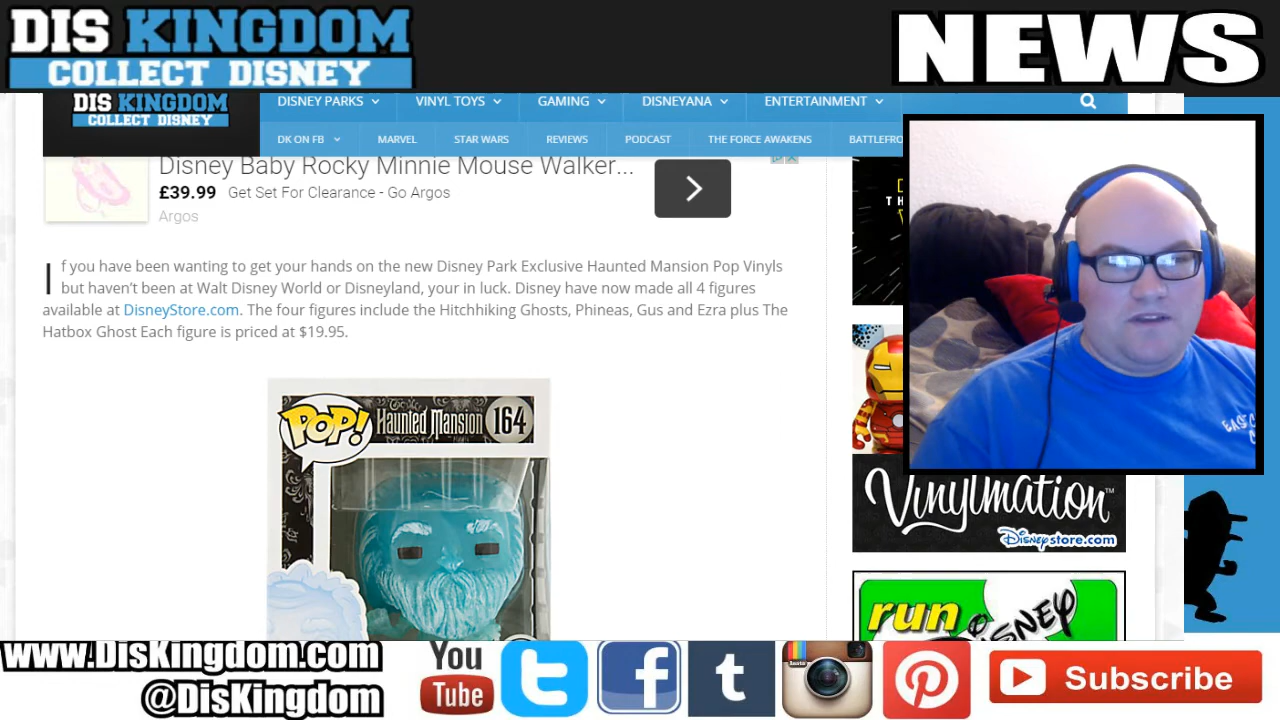 DIS KINGDOM
COLLECT DISNEY
NEWS
DIS KINGDOM
COLLECT DISNEY
DISNEY PARKS
VINYL TOYS
GAMING
DISNEYANA
ENTERTAINMENT
DK ON FB
MARVEL
STAR WARS
REVIEWS
PODCAST
THE FORCE AWAKENS
BATTLEFRO
Disney Baby Rocky Minnie Mouse Walker...
£39.99 Get Set For Clearance - Go Argos
Argos
If you have been wanting to get your hands on the new Disney Park Exclusive Haunted Mansion Pop Vinyls
but haven't been at Walt Disney World or Disneyland, your in luck. Disney have now made all 4 figures
available at DisneyStore.com. The four figures include the Hitchhiking Ghosts, Phineas, Gus and Ezra plus The
Hatbox Ghost Each figure is priced at $19.95.
POP!
Haunted Mansion
164
Vinylmation™
Disney store.com
run
DISNEY
www.DisKingdom.com
@DisKingdom
You
Tube
Insta
Subscribe